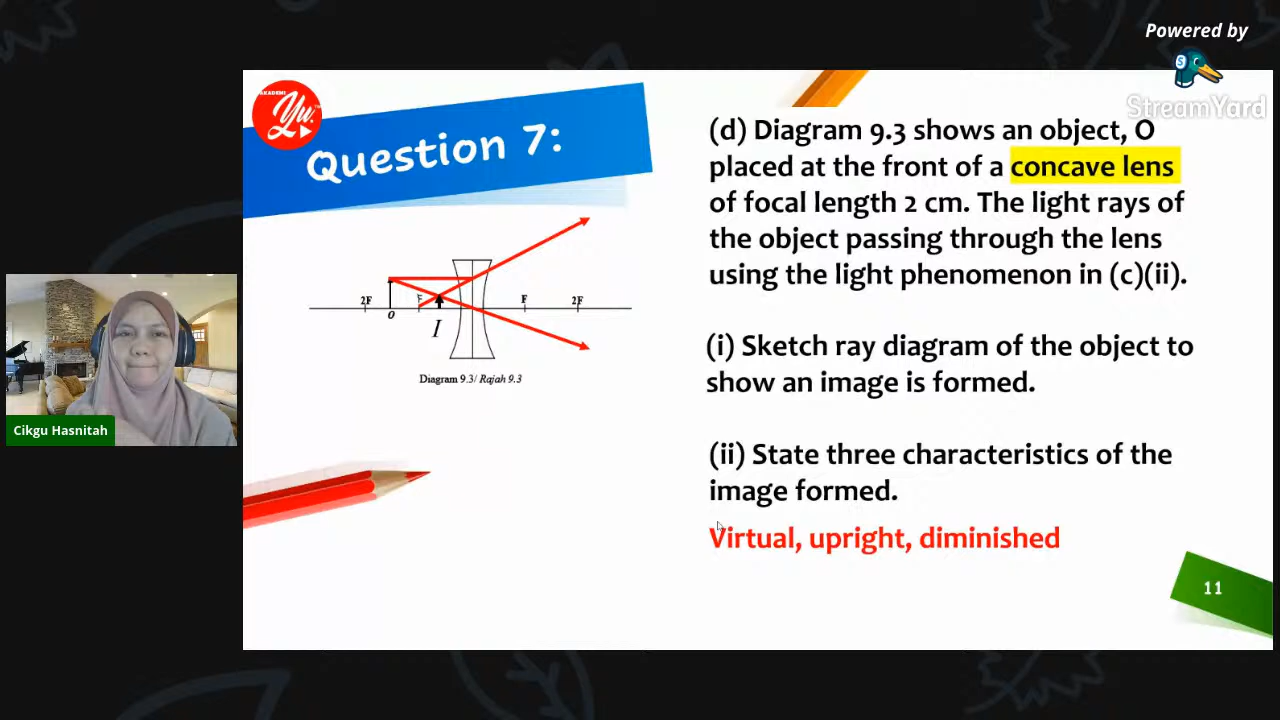 Powered by
S
StreamYard
AKADEMI
Yu.
Question 7:
(d) Diagram 9.3 shows an object, O
placed at the front of a concave lens
of focal length 2 cm. The light rays of
the object passing through the lens
using the light phenomenon in (c)(ii).
2F
F
F
2F
O
I
Diagram 9.3/ Rajah 9.3
(i) Sketch ray diagram of the object to
show an image is formed.
(ii) State three characteristics of the
image formed.
Virtual, upright, diminished
11
Cikgu Hasnitah